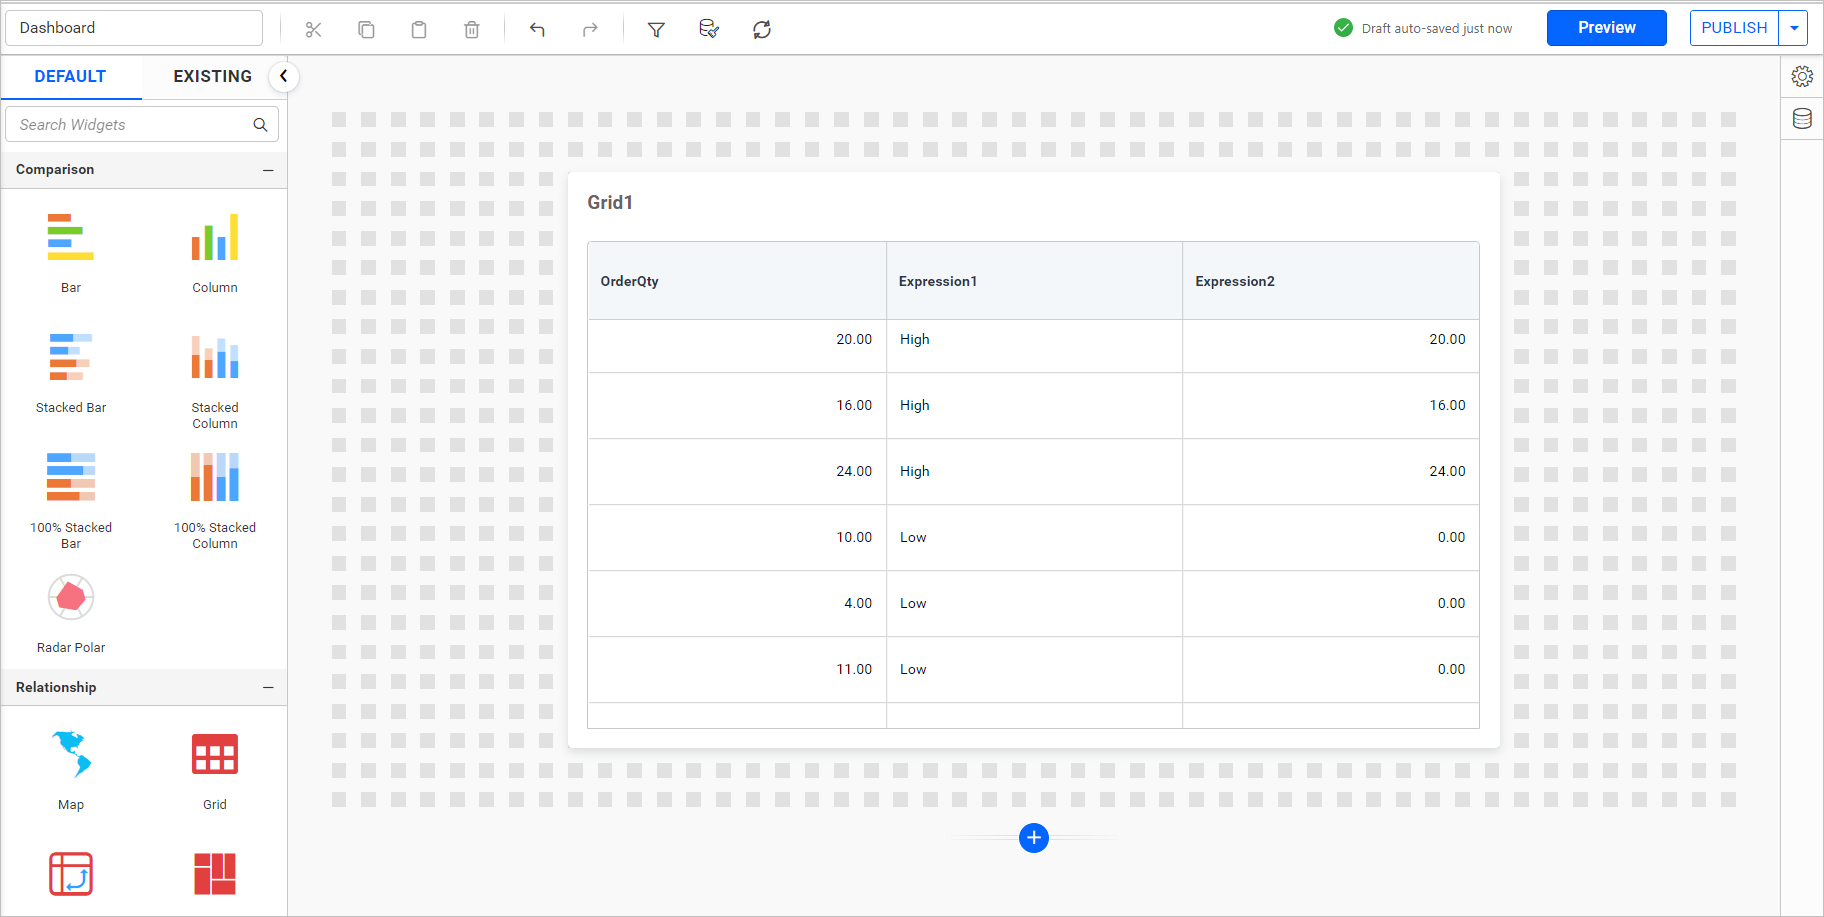 Dashboard
Draft auto-saved just now
Preview
PUBLISH
DEFAULT
EXISTING
Search Widgets
Comparison
Bar
Column
Stacked Bar
Stacked
Column
100% Stacked
Bar
100% Stacked
Column
Radar Polar
Relationship
Map
Grid
Grid1
OrderQty Expression1 Expression2
20.00 High 20.00
16.00 High 16.00
24.00 High 24.00
10.00 Low 0.00
4.00 Low 0.00
11.00 Low 0.00